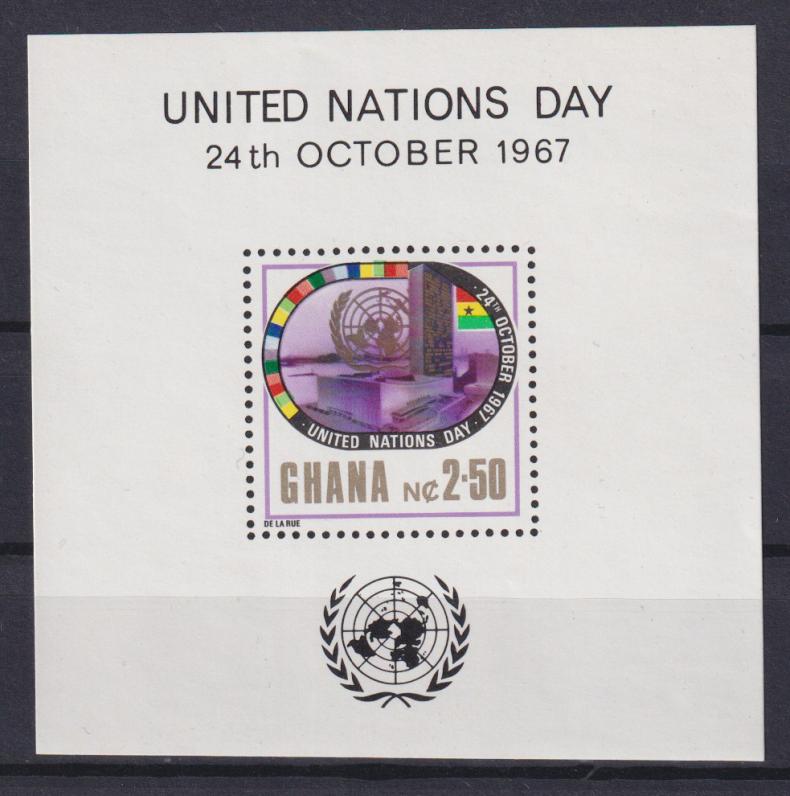 UNITED NATIONS DAY
24th OCTOBER 1967
· 24TH OCTOBER 1967 ·
UNITED NATIONS DAY ·
GHANA N₵2·50
DE LA RUE